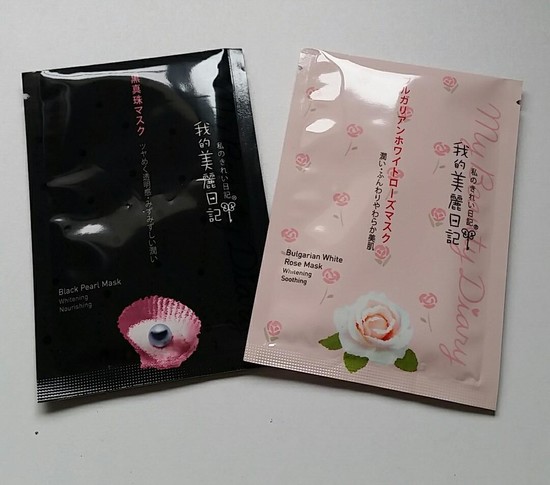 黒真珠マスク
ツヤめく透明感・みずみずしい潤い
我的美麗日記
私のきれい日記
Black Pearl Mask
Whitening
Nourishing
ルガリアンホワイトローズマスク
潤い・ふんわりやわらか美肌
我的美麗日記
私のきれい日記
My Beauty Diary
Bulgarian White
Rose Mask
Whitening
Soothing